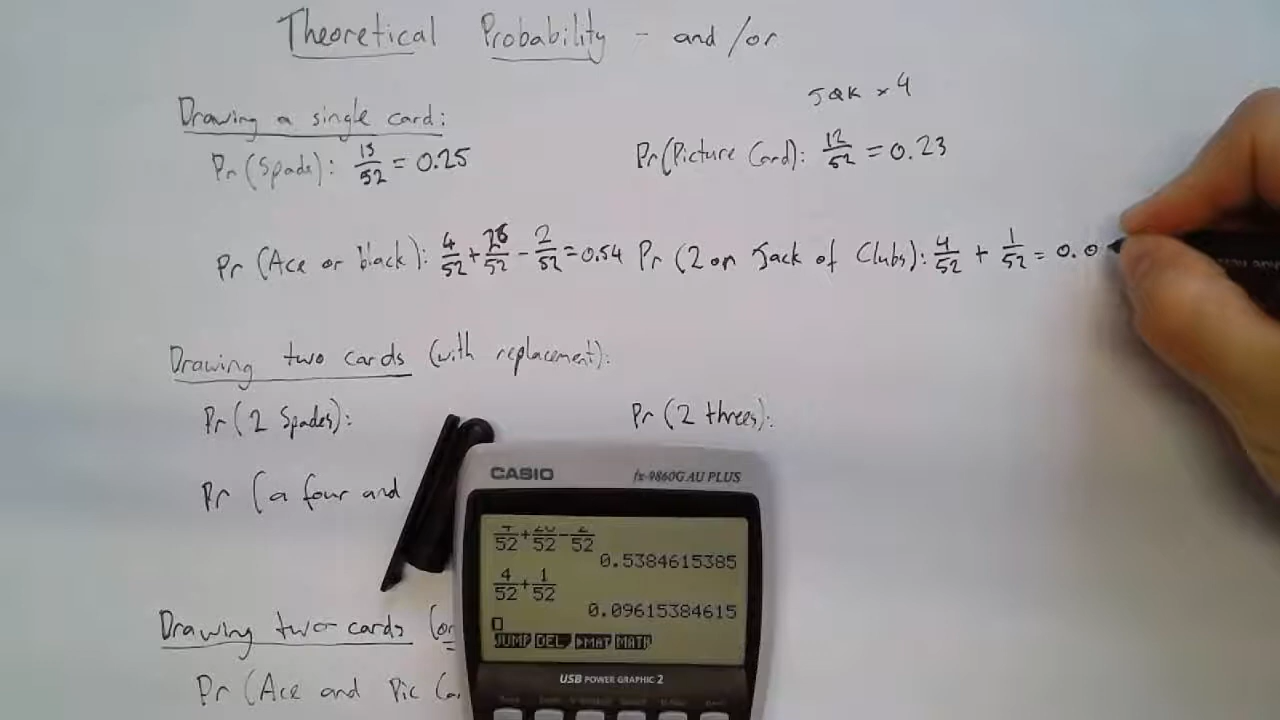 Theoretical Probability - and/or
JQK × 4
Drawing a single card:
Pr (Spade): 13/52 = 0.25
Pr (Picture Card): 12/52 = 0.23
Pr (Ace or black): 4/52 + 26/52 - 2/52 = 0.54
Pr (2 or Jack of Clubs): 4/52 + 1/52 = 0.0
Drawing two cards (with replacement):
Pr (2 Spades):
Pr (2 threes):
Pr (a four and
Drawing two cards
Pr (Ace and Pic
CASIO fx-9860G AU PLUS
4/52+26/52-2/52
0.5384615385
4/52+1/52
0.09615384615
JUMP DEL ▶MAT MATH
USB POWER GRAPHIC 2